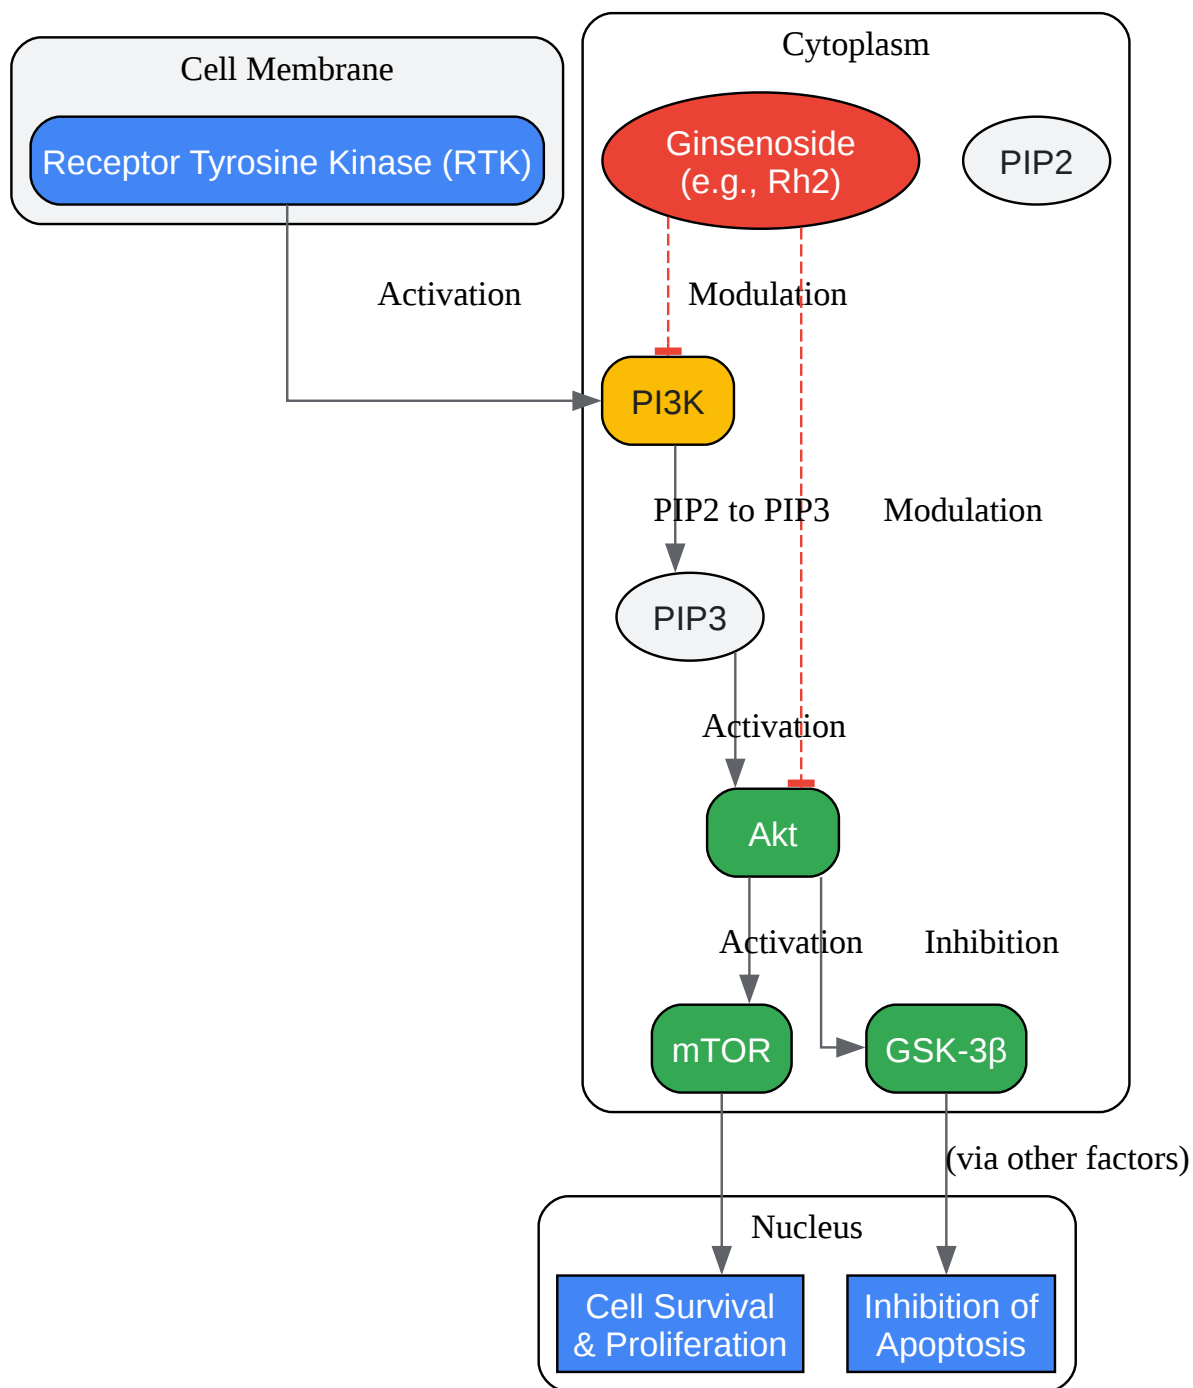 Cytoplasm
Cell Membrane
Receptor Tyrosine Kinase (RTK)
Ginsenoside
(e.g., Rh2)
PIP2
Activation
Modulation
PI3K
PIP2 to PIP3
Modulation
PIP3
Activation
Akt
Activation
Inhibition
mTOR
GSK-3β
(via other factors)
Nucleus
Cell Survival
& Proliferation
Inhibition of
Apoptosis